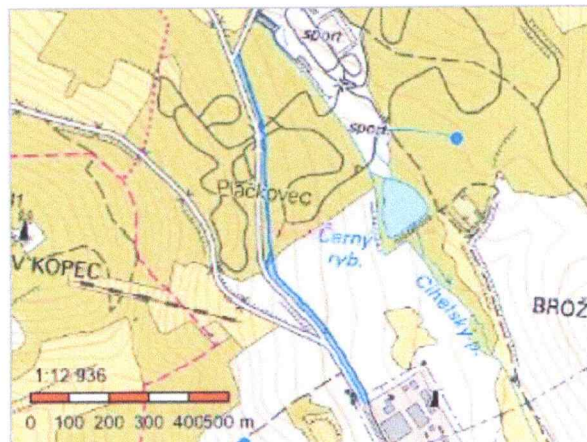 sport
sport
Pláčkovec
Černý
ryb.
V KOPEC
Cihelský p.
BROŽ
1:12 936
0 100 200 300 400500 m